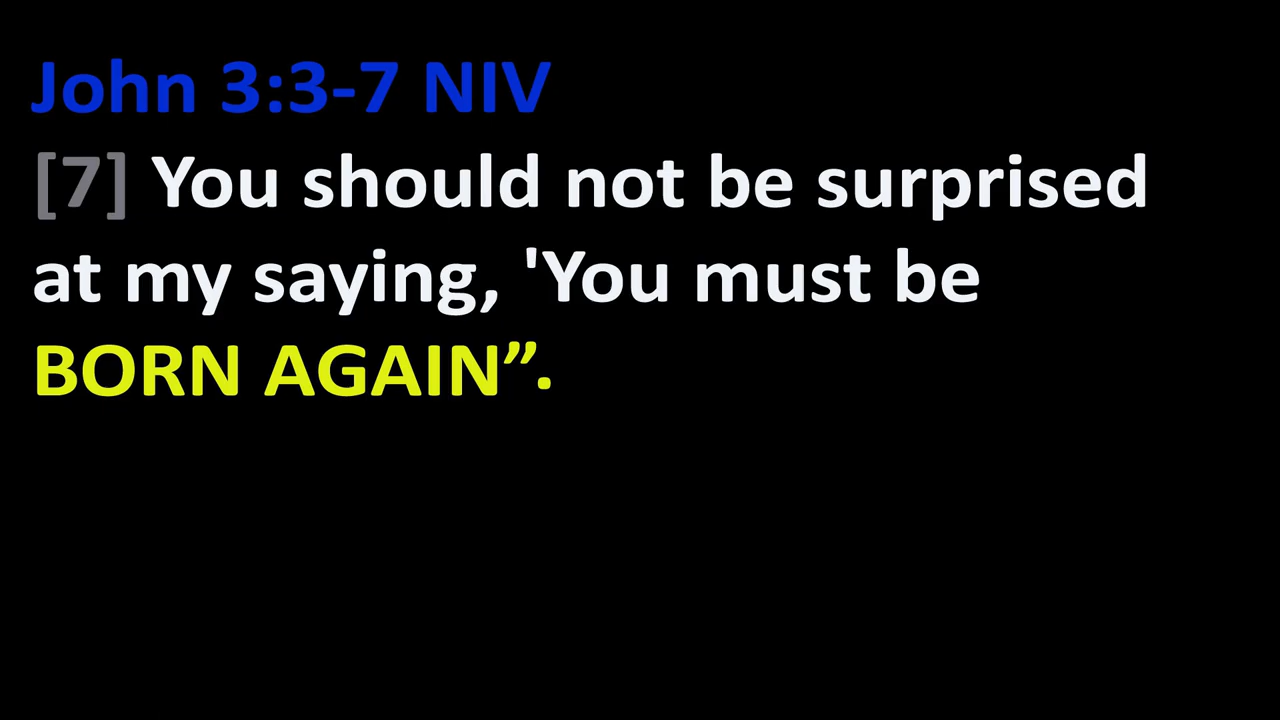 John 3:3-7 NIV
[7] You should not be surprised
at my saying, 'You must be
BORN AGAIN”.